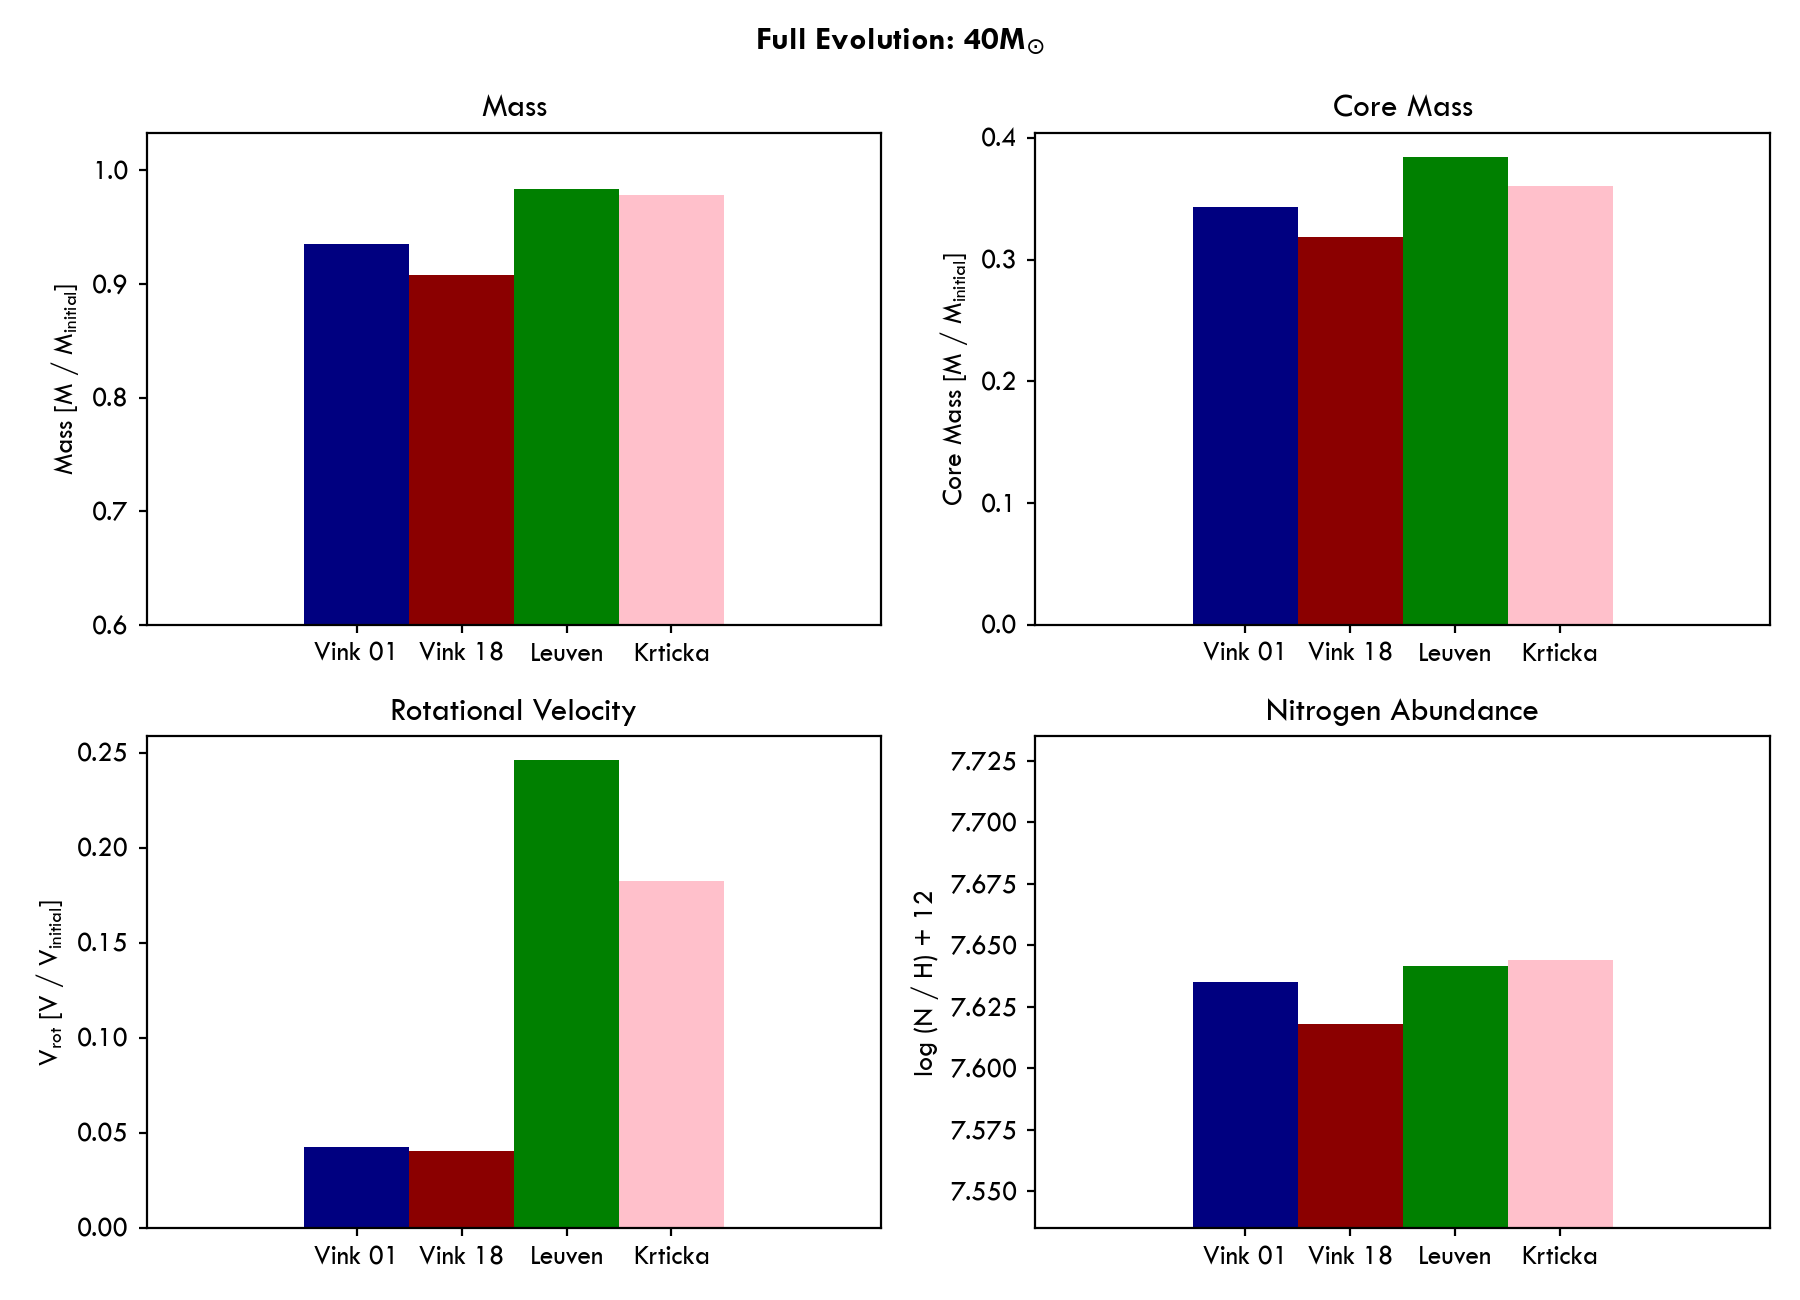 Full Evolution: 40M☉
Mass
Mass [M / Minitial]
1.0
0.9
0.8
0.7
0.6
Vink 01 Vink 18 Leuven Krticka
Core Mass
Core Mass [M / Minitial]
0.4
0.3
0.2
0.1
0.0
Vink 01 Vink 18 Leuven Krticka
Rotational Velocity
Vrot [V / Vinitial]
0.25
0.20
0.15
0.10
0.05
0.00
Vink 01 Vink 18 Leuven Krticka
Nitrogen Abundance
log (N / H) + 12
7.725
7.700
7.675
7.650
7.625
7.600
7.575
7.550
Vink 01 Vink 18 Leuven Krticka